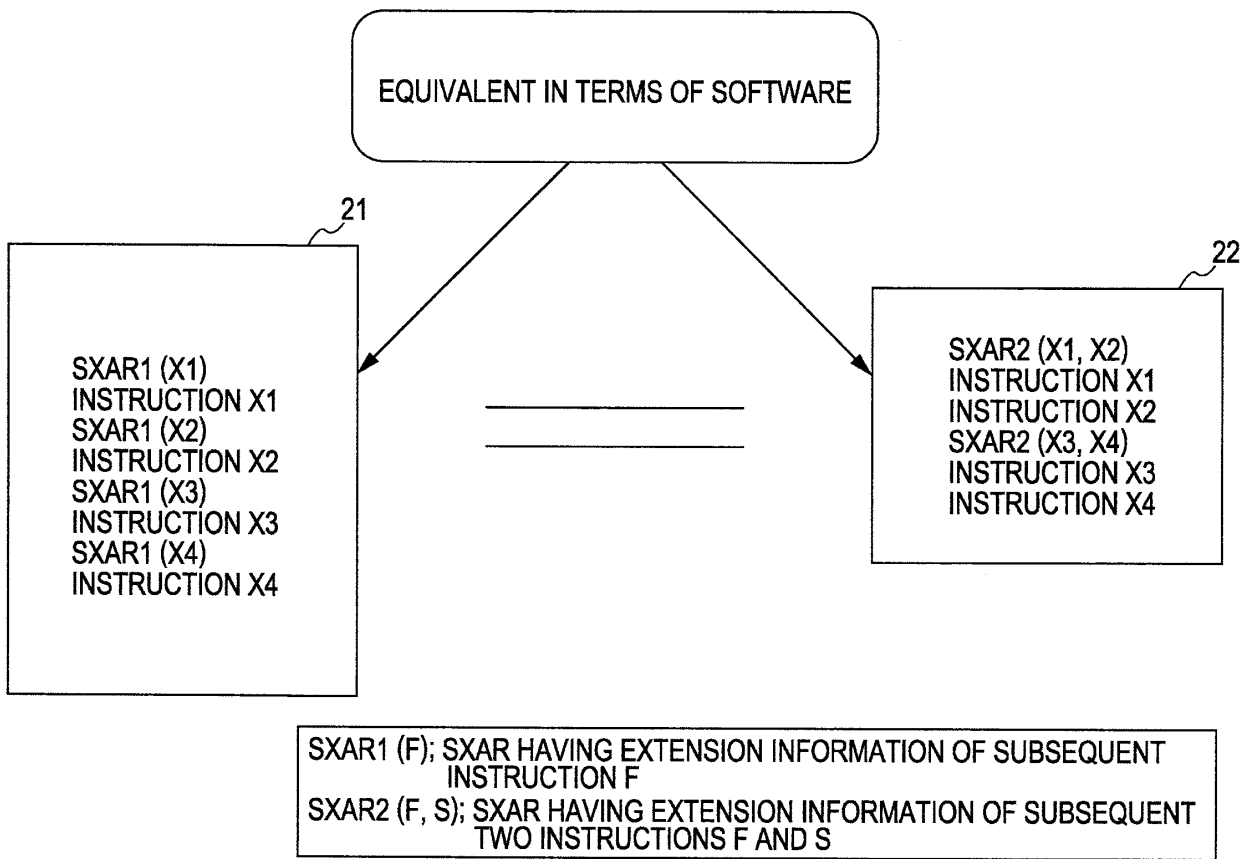 EQUIVALENT IN TERMS OF SOFTWARE
21
SXAR1 (X1)
INSTRUCTION X1
SXAR1 (X2)
INSTRUCTION X2
SXAR1 (X3)
INSTRUCTION X3
SXAR1 (X4)
INSTRUCTION X4
22
SXAR2 (X1, X2)
INSTRUCTION X1
INSTRUCTION X2
SXAR2 (X3, X4)
INSTRUCTION X3
INSTRUCTION X4
SXAR1 (F); SXAR HAVING EXTENSION INFORMATION OF SUBSEQUENT
INSTRUCTION F
SXAR2 (F, S); SXAR HAVING EXTENSION INFORMATION OF SUBSEQUENT
TWO INSTRUCTIONS F AND S